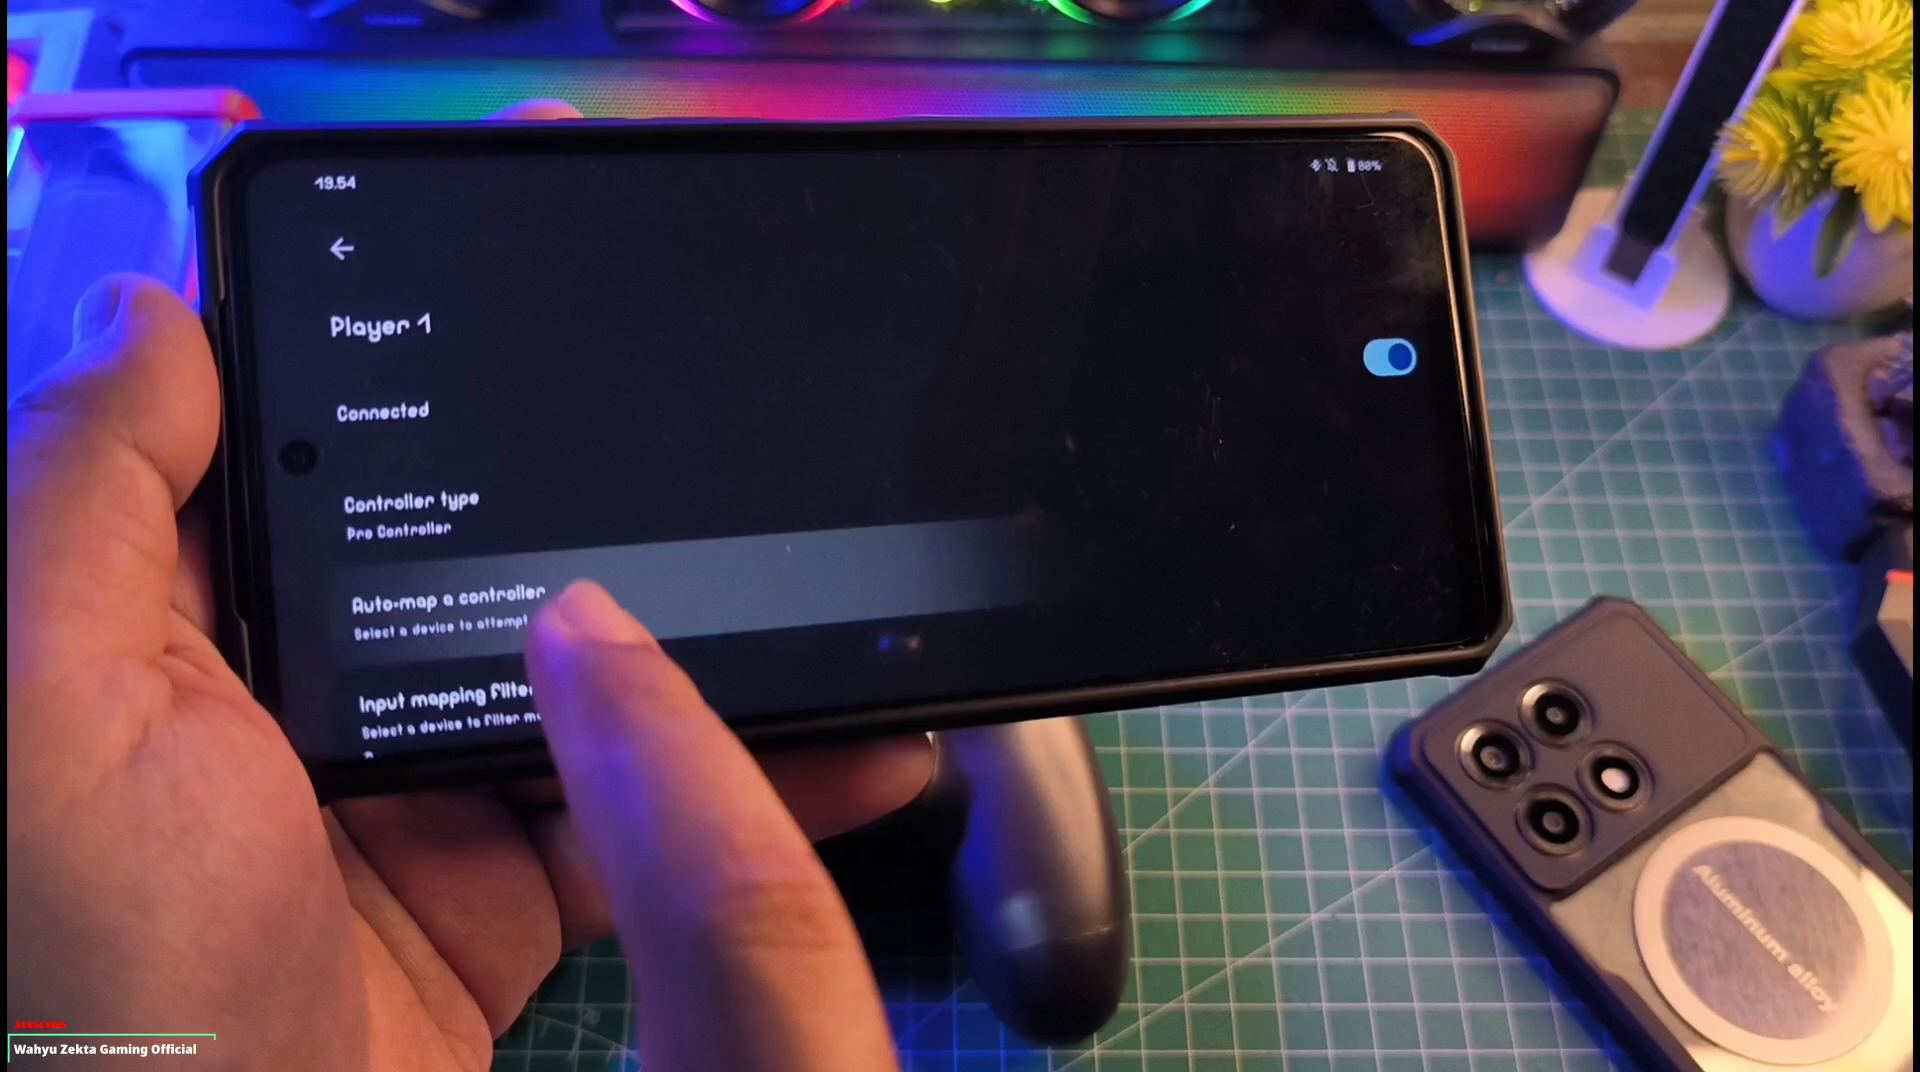 19.54
88%
Player 1
Connected
Controller type
Pro Controller
Auto-map a controller
Select a device to attempt
Input mapping filte
Select a device to filter
Aluminum alloy
Wahyu Zekta Gaming Official